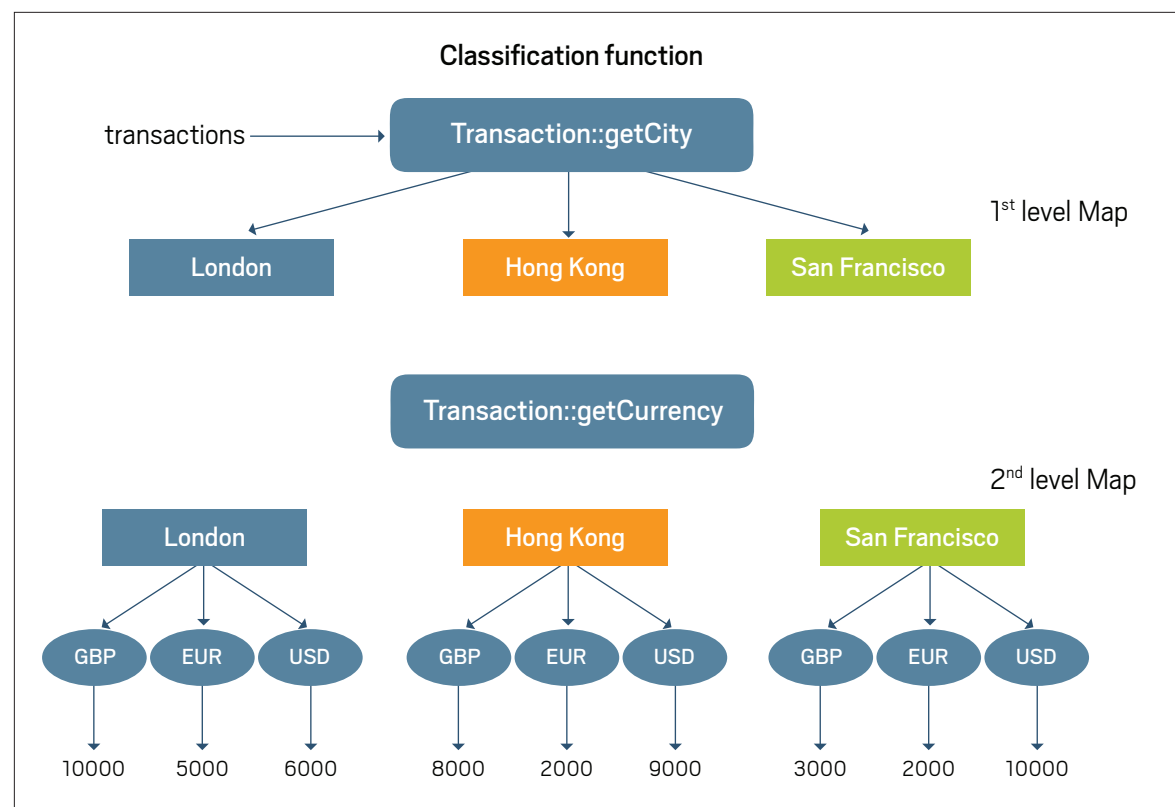 Classification function
transactions
Transaction::getCity
1st level Map
London
Hong Kong
San Francisco
Transaction::getCurrency
2nd level Map
London
Hong Kong
San Francisco
GBP
EUR
USD
GBP
EUR
USD
GBP
EUR
USD
10000
5000
6000
8000
2000
9000
3000
2000
10000